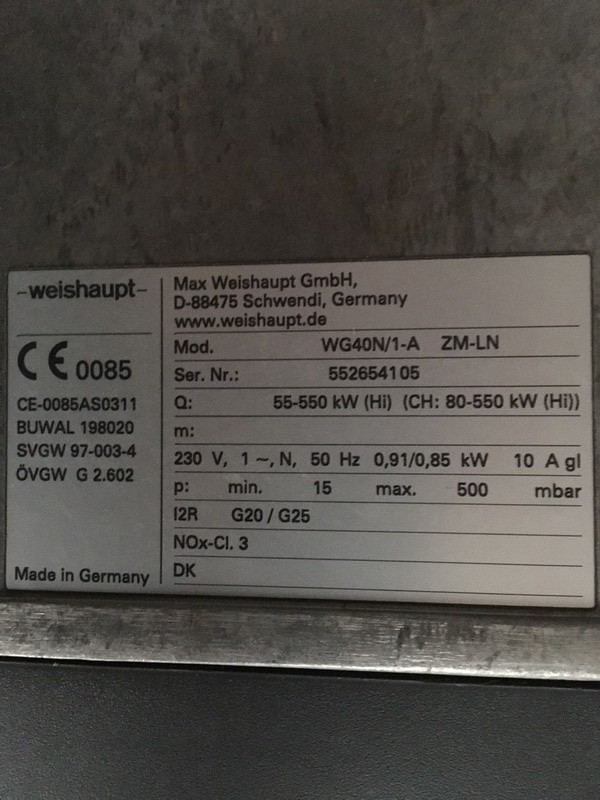 -weishaupt-
CE 0085
CE-0085AS0311
BUWAL 198020
SVGW 97-003-4
ÖVGW G 2.602
Made in Germany
Max Weishaupt GmbH,
D-88475 Schwendi, Germany
www.weishaupt.de
Mod. WG40N/1-A ZM-LN
Ser. Nr.: 552654105
Q: 55-550 kW (Hi) (CH: 80-550 kW (Hi))
m:
230 V, 1 ~, N, 50 Hz 0,91/0,85 kW 10 A gl
p: min. 15 max. 500 mbar
I2R G20 / G25
NOx-Cl. 3
DK